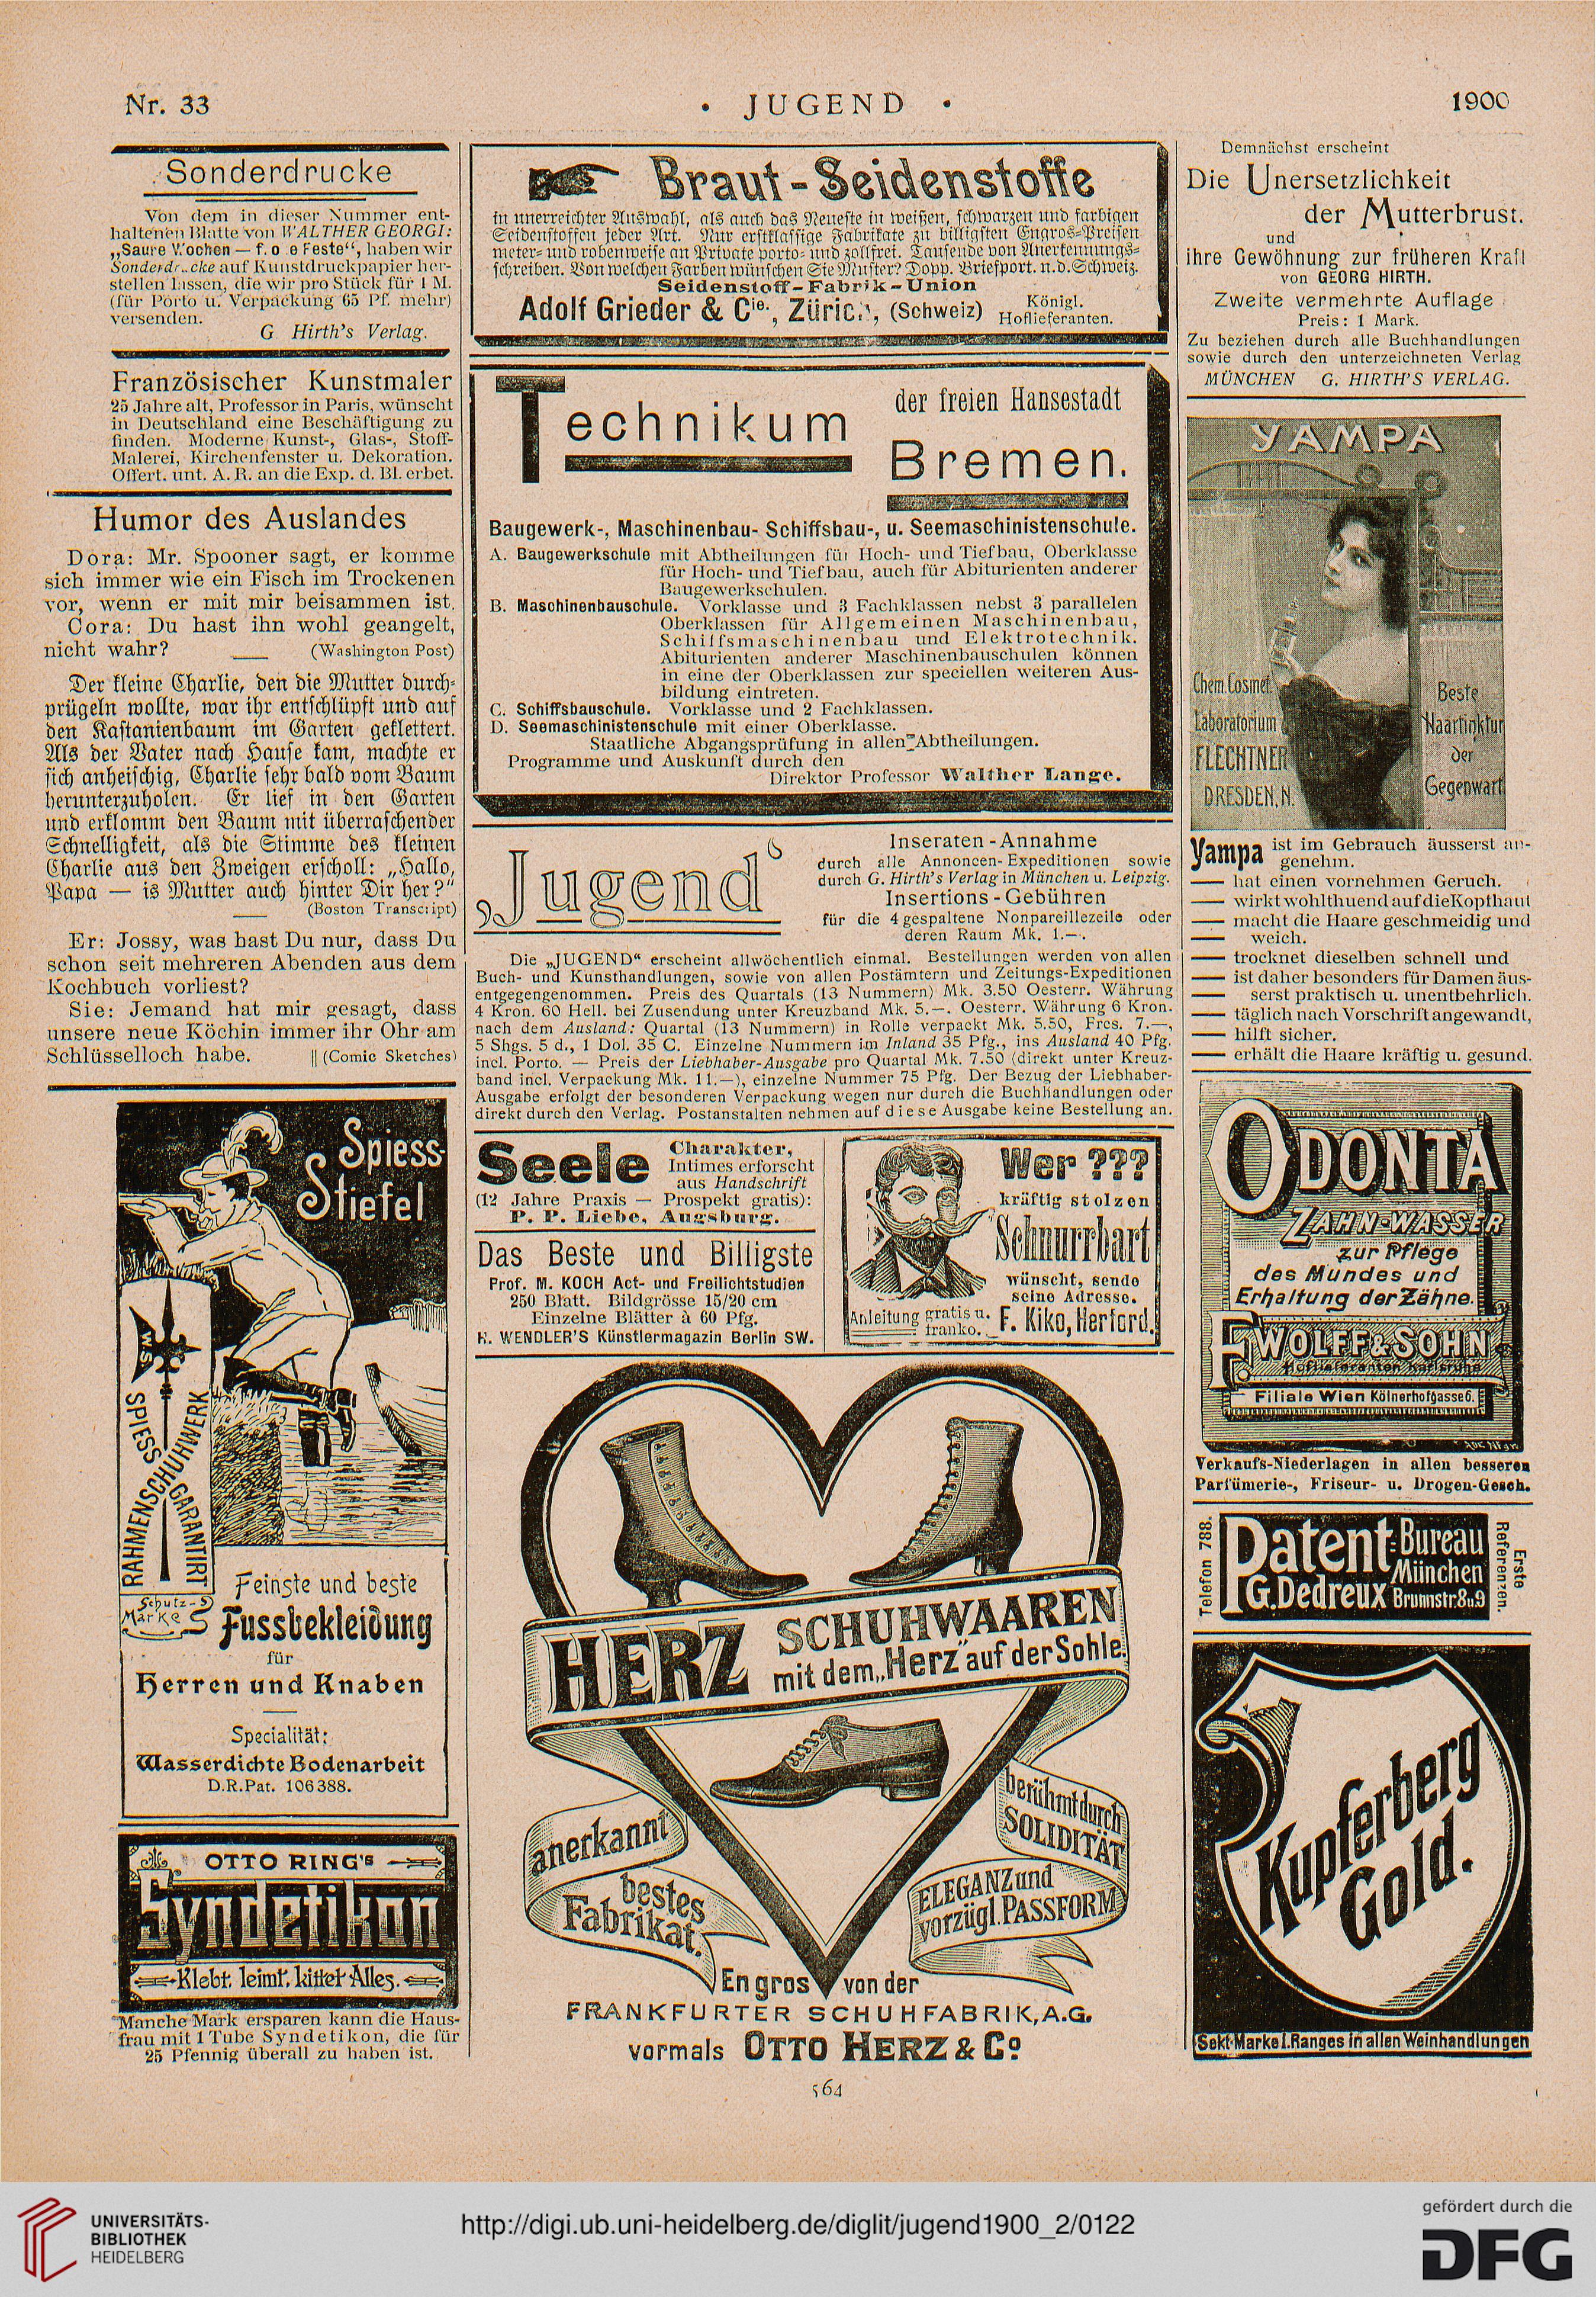 Nr. 33
• JUGEND •
1900
Sonderdrucke
Von dem in dieser Nummer ent-
haltenen Blatte von WALTHER GEORGI:
„Saure Wochen — f.o e Feste“, haben wir
Sonderdr..cke auf Kunstdruckpapier her-
stellen lassen, die wir pro Stück für 1 M.
(für Porto u. Verpackung 65 Pf. mehr)
versenden.
G Hirth's Verlag.
Französischer Kunstmaler
25 Jahre alt, Professor in Paris, wünscht
in Deutschland eine Beschäftigung zu
finden. Moderne Kunst-, Glas-, Stoff-
Malerei, Kirchenfenster u. Dekoration.
Offert. unt. A. R. an die Exp. d. Bl. erbet.
Humor des Auslandes
Dora: Mr. Spooner sagt, er komme
sich immer wie ein Fisch im Trockenen
vor, wenn er mit mir beisammen ist.
Cora: Du hast ihn wohl geangelt,
nicht wahr? (Washington Post)
Der kleine Charlie, den die Mutter durch-
prügeln wollte, war ihr entschlüpft und auf
den Kastanienbaum im Garten geklettert.
Als der Vater nach Hause kam, machte er
sich anheischig, Charlie sehr bald vom Baum
herunterzuholen. Er lief in den Garten
und erklomm den Baum mit überraschender
Schnelligkeit, als die Stimme des kleinen
Charlie aus den Zweigen erscholl: „Hallo,
Papa — is Mutter auch hinter Dir her?“
(Boston Transcript)
Er: Jossy, was hast Du nur, dass Du
schon seit mehreren Abenden aus dem
Kochbuch vorliest?
Sie: Jemand hat mir gesagt, dass
unsere neue Köchin immer ihr Ohr am
Schlüsselloch habe. (Comic Sketches)
Spiess-
Stiefel
W.S.
SPIESS
RAHMENSCHUHWERK
GARANTIRT
Schutz-
Marke
Feinste und beste
Fussbekleidung
für
Herren und Knaben
Specialität:
Wasserdichte Bodenarbeit
D.R.Pat. 106388.
OTTO RING'S
Syndetikon
Klebt, leimt, kittet Alles.
Manche Mark ersparen kann die Haus-
frau mit 1 Tube Syndetikon, die für
25 Pfennig überall zu haben ist.
Braut-Seidenstoffe
in unerreichter Auswahl, als auch das Neueste in weißen, schwarzen und farbigen
Seidenstoffen jeder Art. Nur erstklassige Fabrikate zu billigsten Engros-Preisen
meter- und robenweise an Private porto- und zollfrei. Tausende von Anerkennungs-
schreiben. Von welchen Farben wünschen Sie Muster? Dopp. Briefport. n. d. Schweiz.
Seidenstoff-Fabrik-Union
Adolf Grieder & Cie., Zürich, (Schweiz) Königl.
Hoflieferanten.
Technikum
der freien Hansestadt
Bremen.
Baugewerk-, Maschinenbau- Schiffsbau-, u. Seemaschinistenschule.
A. Baugewerkschule mit Abtheilungen für Hoch- und Tiefbau, Oberklasse
für Hoch- und Tiefbau, auch für Abiturienten anderer
Baugewerkschulen.
B. Maschinenbauschule. Vorklasse und 3 Fachklassen nebst 3 parallelen
Oberklassen für Allgemeinen Maschinenbau,
Schiffsmaschinenbau und Elektrotechnik.
Abiturienten anderer Maschinenbauschulen können
in eine der Oberklassen zur speciellen weiteren Aus-
bildung eintreten.
C. Schiffsbauschule. Vorklasse und 2 Fachklassen.
D. Seemaschinistenschule mit einer Oberklasse.
Staatliche Abgangsprüfung in allen Abtheilungen.
Programme und Auskunft durch den
Direktor Professor Walther Lange.
„Jugend“
Inseraten-Annahme
durch alle Annoncen-Expeditionen sowie
durch G. Hirth's Verlag in München u. Leipzig.
Insertions-Gebühren
für die 4 gespaltene Nonpareillezeile oder
deren Raum Mk. 1.—.
Die „JUGEND“ erscheint allwöchentlich einmal. Bestellungen werden von allen
Buch- und Kunsthandlungen, sowie von allen Postämtern und Zeitungs-Expeditionen
entgegengenommen. Preis des Quartals (13 Nummern) Mk. 3.50 Oesterr. Währung
4 Kron. 60 Hell. bei Zusendung unter Kreuzband Mk. 5.—. Oesterr. Währung 6 Kron.
nach dem Ausland: Quartal (13 Nummern) in Rolle verpackt Mk. 5.50, Frcs. 7.—,
5 Shgs. 5 d., 1 Dol. 35 C. Einzelne Nummern im Inland 35 Pfg., ins Ausland 40 Pfg.
incl. Porto. — Preis der Liebhaber-Ausgabe pro Quartal Mk. 7.50 (direkt unter Kreuz-
band incl. Verpackung Mk. 11.—), einzelne Nummer 75 Pfg. Der Bezug der Liebhaber-
Ausgabe erfolgt der besonderen Verpackung wegen nur durch die Buchhandlungen oder
direkt durch den Verlag. Postanstalten nehmen auf diese Ausgabe keine Bestellung an.
Seele
Charakter,
Intimes erforscht
aus Handschrift
(12 Jahre Praxis — Prospekt gratis):
P. P. Liebe, Augsburg.
Das Beste und Billigste
Prof. M. KOCH Act- und Freilichtstudien
250 Blatt. Bildgrösse 15/20 cm
Einzelne Blätter à 60 Pfg.
K. WENDLER'S Künstlermagazin Berlin SW.
Wer ???
kräftig stolzen
Schnurrbart
wünscht, sende
seine Adresse.
Anleitung gratis u.
franko. F. Kiko, Herford.
HERZ SCHUHWAAREN
mit dem „Herz“ auf der Sohle.
anerkannt
bestes
Fabrikat.
berühmt durch
SOLIDITÄT
ELEGANZ und
vorzügl. PASSFORM
En gros von der
FRANKFURTER SCHUHFABRIK, A.G.
vormals OTTO HERZ & Co
Demnächst erscheint
Die Unersetzlichkeit
der Mutterbrust.
und
ihre Gewöhnung zur früheren Kraft
von GEORG HIRTH.
Zweite vermehrte Auflage
Preis: 1 Mark.
Zu beziehen durch alle Buchhandlungen
sowie durch den unterzeichneten Verlag
MÜNCHEN G. HIRTH'S VERLAG.
YAMPA
Chem. Cosmet.
Laboratorium
FLECHTNER
DRESDEN, N.
Beste
Haartinktur
der
Gegenwart
Yampa ist im Gebrauch äusserst an-
genehm.
— hat einen vornehmen Geruch.
— wirkt wohlthuend auf die Kopfhaut
— macht die Haare geschmeidig und
— weich.
— trocknet dieselben schnell und
— ist daher besonders für Damen äus-
— serst praktisch u. unentbehrlich.
— täglich nach Vorschrift angewandt,
— hilft sicher.
— erhält die Haare kräftig u. gesund.
ODONTA
ZAHN-WASSER
zur Pflege
des Mundes und
Erhaltung der Zähne.
F. WOLFF & SOHN
Hoflieferanten Karlsruhe
Filiale Wien Kölnerhofgasse 6.
Verkaufs-Niederlagen in allen besseren
Parfümerie-, Friseur- u. Drogen-Gesch.
Telefon 788.
Patent-Bureau
München
G. Dedreux Brunnstr. 8u.9
Erste
Referenzen.
Kupferberg
Gold.
Sekt-Marke I. Ranges in allen Weinhandlungen
564
UNIVERSITÄTS-
BIBLIOTHEK
HEIDELBERG
http://digi.ub.uni-heidelberg.de/diglit/jugend1900_2/0122
gefördert durch die
DFG